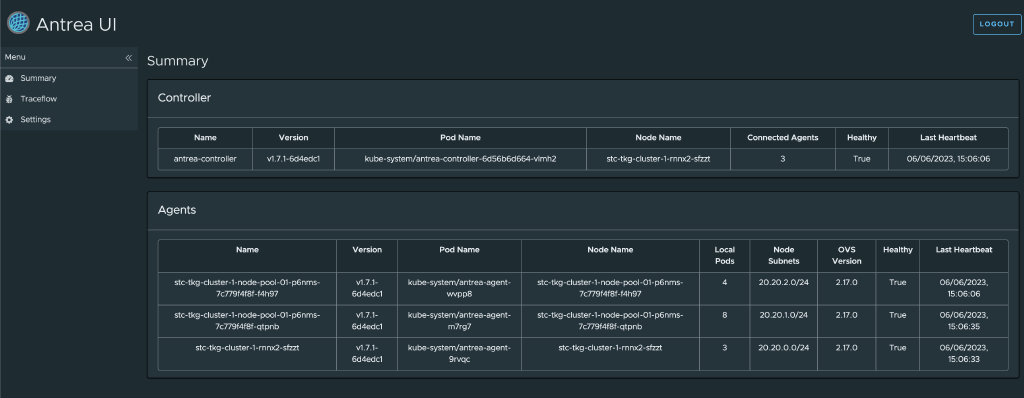 Antrea UI
LOGOUT
Menu
Summary
Traceflow
Settings
Summary
Controller
Name Version Pod Name Node Name Connected Agents Healthy Last Heartbeat
antrea-controller v1.7.1-6d4edc1 kube-system/antrea-controller-6d56b6d664-vlmh2 stc-tkg-cluster-1-rnnx2-sfzzt 3 True 06/06/2023, 15:06:06
Agents
Name Version Pod Name Node Name Local Node OVS Healthy Last Heartbeat
Pods Subnets Version
stc-tkg-cluster-1-node-pool-01-p6nms- v1.7.1- kube-system/antrea-agent- stc-tkg-cluster-1-node-pool-01-p6nms- 4 20.20.2.0/24 2.17.0 True 06/06/2023,
7c779f4f8f-f4h97 6d4edc1 wvpp8 7c779f4f8f-f4h97 15:06:06
stc-tkg-cluster-1-node-pool-01-p6nms- v1.7.1- kube-system/antrea-agent- stc-tkg-cluster-1-node-pool-01-p6nms- 8 20.20.1.0/24 2.17.0 True 06/06/2023,
7c779f4f8f-qtpnb 6d4edc1 m7rg7 7c779f4f8f-qtpnb 15:06:35
stc-tkg-cluster-1-rnnx2-sfzzt v1.7.1- kube-system/antrea-agent- stc-tkg-cluster-1-rnnx2-sfzzt 3 20.20.0.0/24 2.17.0 True 06/06/2023,
6d4edc1 9rvqc 15:06:33